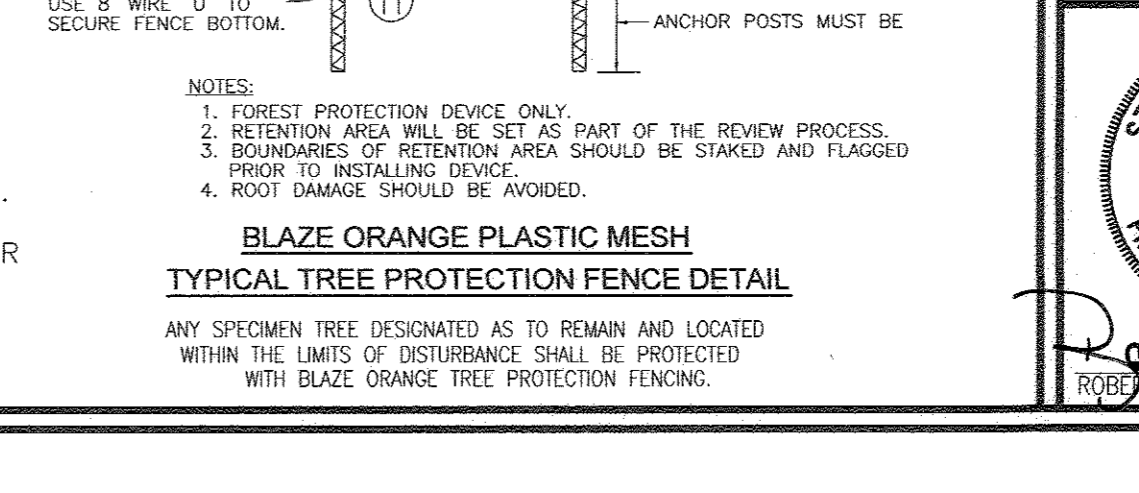 USE 8 WIRE 'U' TO
SECURE FENCE BOTTOM.
11
ANCHOR POSTS MUST BE
NOTES:
1. FOREST PROTECTION DEVICE ONLY.
2. RETENTION AREA WILL BE SET AS PART OF THE REVIEW PROCESS.
3. BOUNDARIES OF RETENTION AREA SHOULD BE STAKED AND FLAGGED
PRIOR TO INSTALLING DEVICE.
4. ROOT DAMAGE SHOULD BE AVOIDED.
R
BLAZE ORANGE PLASTIC MESH
TYPICAL TREE PROTECTION FENCE DETAIL
ANY SPECIMEN TREE DESIGNATED AS TO REMAIN AND LOCATED
WITHIN THE LIMITS OF DISTURBANCE SHALL BE PROTECTED
WITH BLAZE ORANGE TREE PROTECTION FENCING.
ROBE